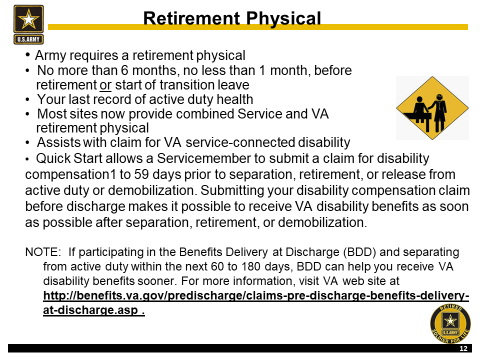 Retirement Physical
U.S.ARMY
• Army requires a retirement physical
• No more than 6 months, no less than 1 month, before
retirement or start of transition leave
• Your last record of active duty health
• Most sites now provide combined Service and VA
retirement physical
• Assists with claim for VA service-connected disability
• Quick Start allows a Servicemember to submit a claim for disability
compensation1 to 59 days prior to separation, retirement, or release from
active duty or demobilization. Submitting your disability compensation claim
before discharge makes it possible to receive VA disability benefits as soon
as possible after separation, retirement, or demobilization.
NOTE: If participating in the Benefits Delivery at Discharge (BDD) and separating
from active duty within the next 60 to 180 days, BDD can help you receive VA
disability benefits sooner. For more information, visit VA web site at
http://benefits.va.gov/predischarge/claims-pre-discharge-benefits-delivery-
at-discharge.asp .
12